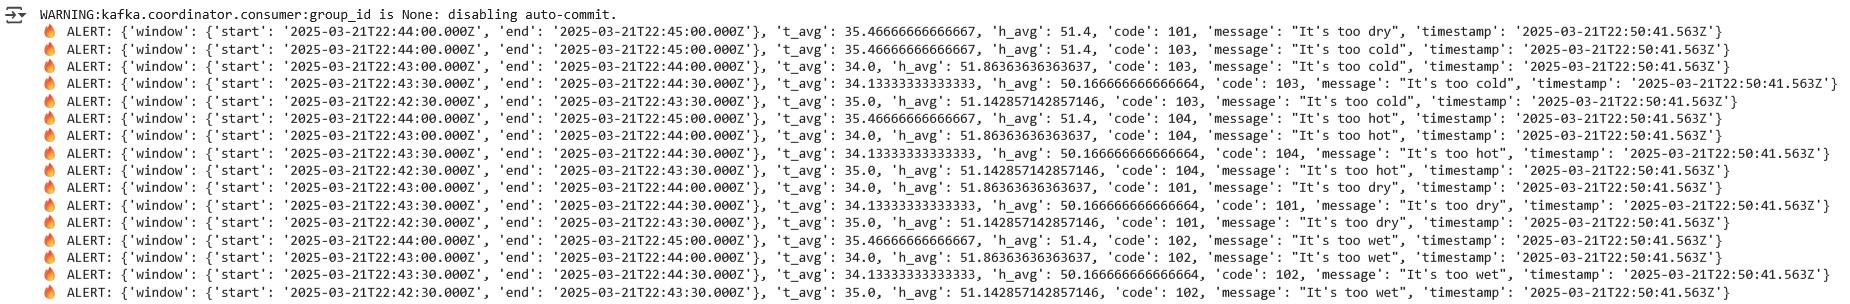 WARNING:kafka.coordinator.consumer:group_id is None: disabling auto-commit.
🔥 ALERT: {'window': {'start': '2025-03-21T22:44:00.000Z', 'end': '2025-03-21T22:45:00.000Z'}, 't_avg': 35.46666666666667, 'h_avg': 51.4, 'code': 101, 'message': "It's too dry", 'timestamp': '2025-03-21T22:50:41.563Z'}
🔥 ALERT: {'window': {'start': '2025-03-21T22:44:00.000Z', 'end': '2025-03-21T22:45:00.000Z'}, 't_avg': 35.46666666666667, 'h_avg': 51.4, 'code': 103, 'message': "It's too cold", 'timestamp': '2025-03-21T22:50:41.563Z'}
🔥 ALERT: {'window': {'start': '2025-03-21T22:43:00.000Z', 'end': '2025-03-21T22:44:00.000Z'}, 't_avg': 34.0, 'h_avg': 51.86363636363637, 'code': 103, 'message': "It's too cold", 'timestamp': '2025-03-21T22:50:41.563Z'}
🔥 ALERT: {'window': {'start': '2025-03-21T22:43:30.000Z', 'end': '2025-03-21T22:44:30.000Z'}, 't_avg': 34.13333333333333, 'h_avg': 50.166666666666664, 'code': 103, 'message': "It's too cold", 'timestamp': '2025-03-21T22:50:41.563Z'}
🔥 ALERT: {'window': {'start': '2025-03-21T22:42:30.000Z', 'end': '2025-03-21T22:43:30.000Z'}, 't_avg': 35.0, 'h_avg': 51.142857142857146, 'code': 103, 'message': "It's too cold", 'timestamp': '2025-03-21T22:50:41.563Z'}
🔥 ALERT: {'window': {'start': '2025-03-21T22:44:00.000Z', 'end': '2025-03-21T22:45:00.000Z'}, 't_avg': 35.46666666666667, 'h_avg': 51.4, 'code': 104, 'message': "It's too hot", 'timestamp': '2025-03-21T22:50:41.563Z'}
🔥 ALERT: {'window': {'start': '2025-03-21T22:43:00.000Z', 'end': '2025-03-21T22:44:00.000Z'}, 't_avg': 34.0, 'h_avg': 51.86363636363637, 'code': 104, 'message': "It's too hot", 'timestamp': '2025-03-21T22:50:41.563Z'}
🔥 ALERT: {'window': {'start': '2025-03-21T22:43:30.000Z', 'end': '2025-03-21T22:44:30.000Z'}, 't_avg': 34.13333333333333, 'h_avg': 50.166666666666664, 'code': 104, 'message': "It's too hot", 'timestamp': '2025-03-21T22:50:41.563Z'}
🔥 ALERT: {'window': {'start': '2025-03-21T22:42:30.000Z', 'end': '2025-03-21T22:43:30.000Z'}, 't_avg': 35.0, 'h_avg': 51.142857142857146, 'code': 104, 'message': "It's too hot", 'timestamp': '2025-03-21T22:50:41.563Z'}
🔥 ALERT: {'window': {'start': '2025-03-21T22:43:00.000Z', 'end': '2025-03-21T22:44:00.000Z'}, 't_avg': 34.0, 'h_avg': 51.86363636363637, 'code': 101, 'message': "It's too dry", 'timestamp': '2025-03-21T22:50:41.563Z'}
🔥 ALERT: {'window': {'start': '2025-03-21T22:43:30.000Z', 'end': '2025-03-21T22:44:30.000Z'}, 't_avg': 34.13333333333333, 'h_avg': 50.166666666666664, 'code': 101, 'message': "It's too dry", 'timestamp': '2025-03-21T22:50:41.563Z'}
🔥 ALERT: {'window': {'start': '2025-03-21T22:42:30.000Z', 'end': '2025-03-21T22:43:30.000Z'}, 't_avg': 35.0, 'h_avg': 51.142857142857146, 'code': 101, 'message': "It's too dry", 'timestamp': '2025-03-21T22:50:41.563Z'}
🔥 ALERT: {'window': {'start': '2025-03-21T22:44:00.000Z', 'end': '2025-03-21T22:45:00.000Z'}, 't_avg': 35.46666666666667, 'h_avg': 51.4, 'code': 102, 'message': "It's too wet", 'timestamp': '2025-03-21T22:50:41.563Z'}
🔥 ALERT: {'window': {'start': '2025-03-21T22:43:00.000Z', 'end': '2025-03-21T22:44:00.000Z'}, 't_avg': 34.0, 'h_avg': 51.86363636363637, 'code': 102, 'message': "It's too wet", 'timestamp': '2025-03-21T22:50:41.563Z'}
🔥 ALERT: {'window': {'start': '2025-03-21T22:43:30.000Z', 'end': '2025-03-21T22:44:30.000Z'}, 't_avg': 34.13333333333333, 'h_avg': 50.166666666666664, 'code': 102, 'message': "It's too wet", 'timestamp': '2025-03-21T22:50:41.563Z'}
🔥 ALERT: {'window': {'start': '2025-03-21T22:42:30.000Z', 'end': '2025-03-21T22:43:30.000Z'}, 't_avg': 35.0, 'h_avg': 51.142857142857146, 'code': 102, 'message': "It's too wet", 'timestamp': '2025-03-21T22:50:41.563Z'}